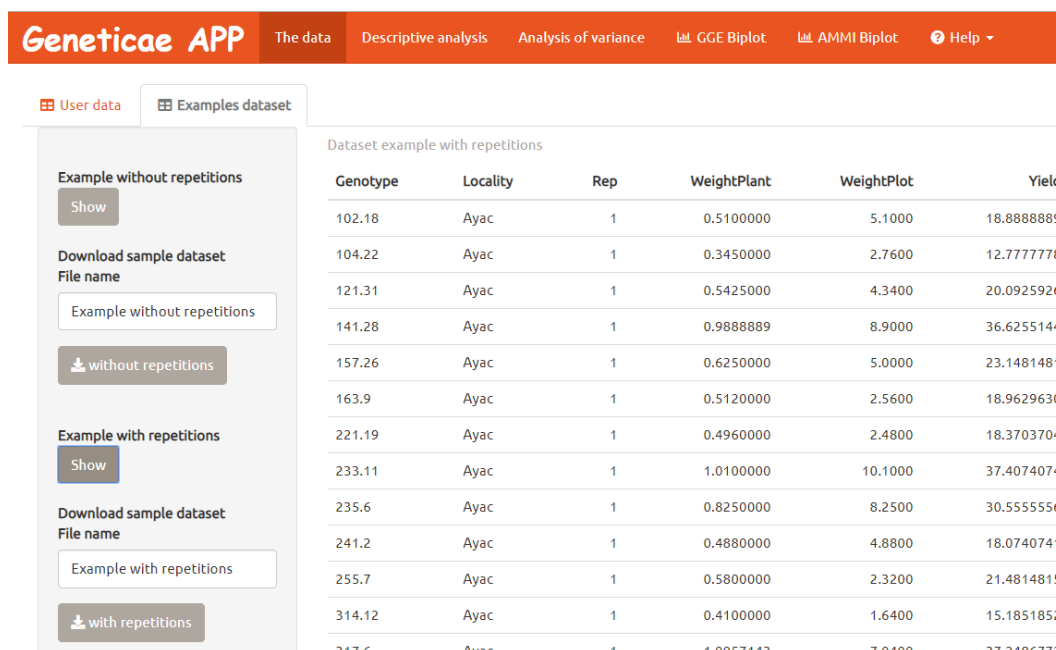 Geneticae APP The data Descriptive analysis Analysis of variance GGE Biplot AMMI Biplot Help
User data Examples dataset
Example without repetitions
Show
Download sample dataset
File name
Example without repetitions
without repetitions
Example with repetitions
Show
Download sample dataset
File name
Example with repetitions
with repetitions
Dataset example with repetitions
Genotype Locality Rep WeightPlant WeightPlot Yield
102.18 Ayac 1 0.5100000 5.1000 18.8888889
104.22 Ayac 1 0.3450000 2.7600 12.7777778
121.31 Ayac 1 0.5425000 4.3400 20.0925926
141.28 Ayac 1 0.9888889 8.9000 36.6255144
157.26 Ayac 1 0.6250000 5.0000 23.1481481
163.9 Ayac 1 0.5120000 2.5600 18.9629630
221.19 Ayac 1 0.4960000 2.4800 18.3703704
233.11 Ayac 1 1.0100000 10.1000 37.4074074
235.6 Ayac 1 0.8250000 8.2500 30.5555556
241.2 Ayac 1 0.4880000 4.8800 18.0740741
255.7 Ayac 1 0.5800000 2.3200 21.4814815
314.12 Ayac 1 0.4100000 1.6400 15.1851852